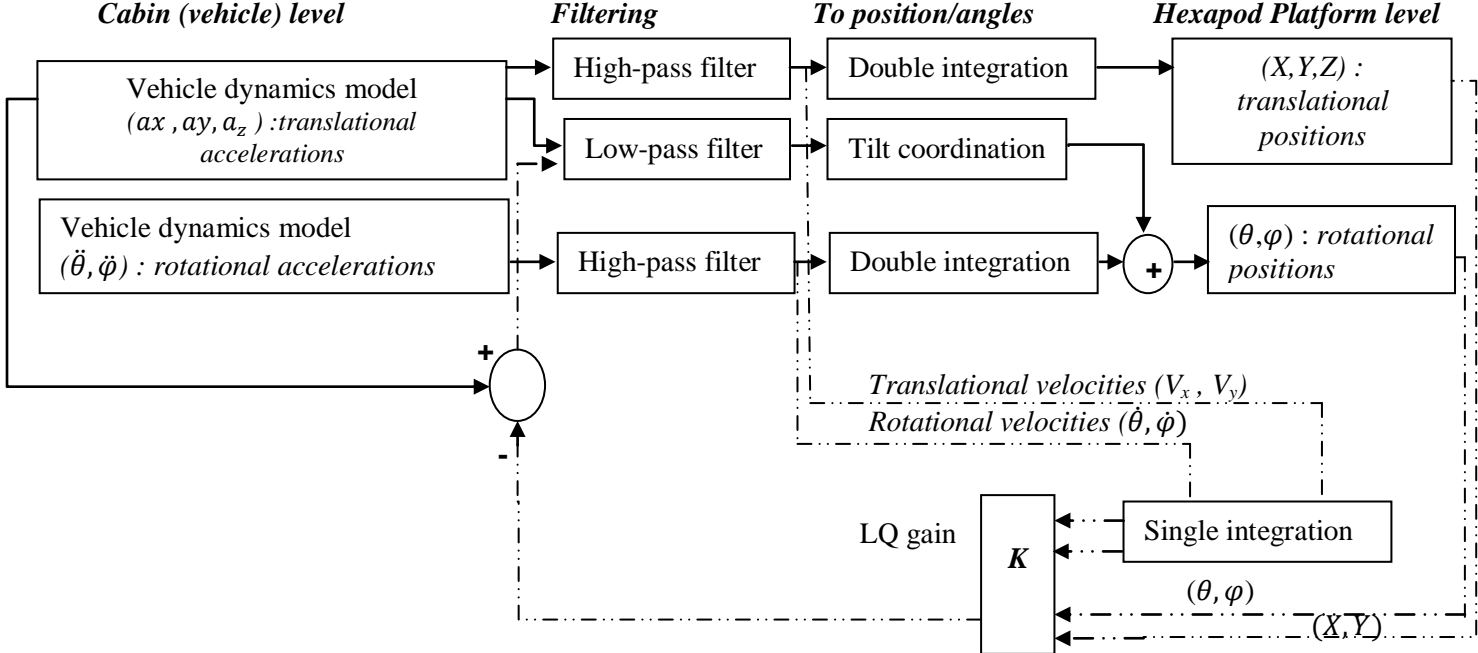 Cabin (vehicle) level
Filtering
To position/angles
Hexapod Platform level
Vehicle dynamics model
(ax ,ay, a_z ) :translational
accelerations
High-pass filter
Double integration
(X,Y,Z) :
translational
positions
Low-pass filter
Tilt coordination
Vehicle dynamics model
(θ̈, φ̈) : rotational accelerations
High-pass filter
Double integration
+
(θ,φ) : rotational
positions
+
-
Translational velocities (V_x , V_y)
Rotational velocities (θ̇, φ̇)
LQ gain
K
Single integration
(θ, φ)
(X,Y)